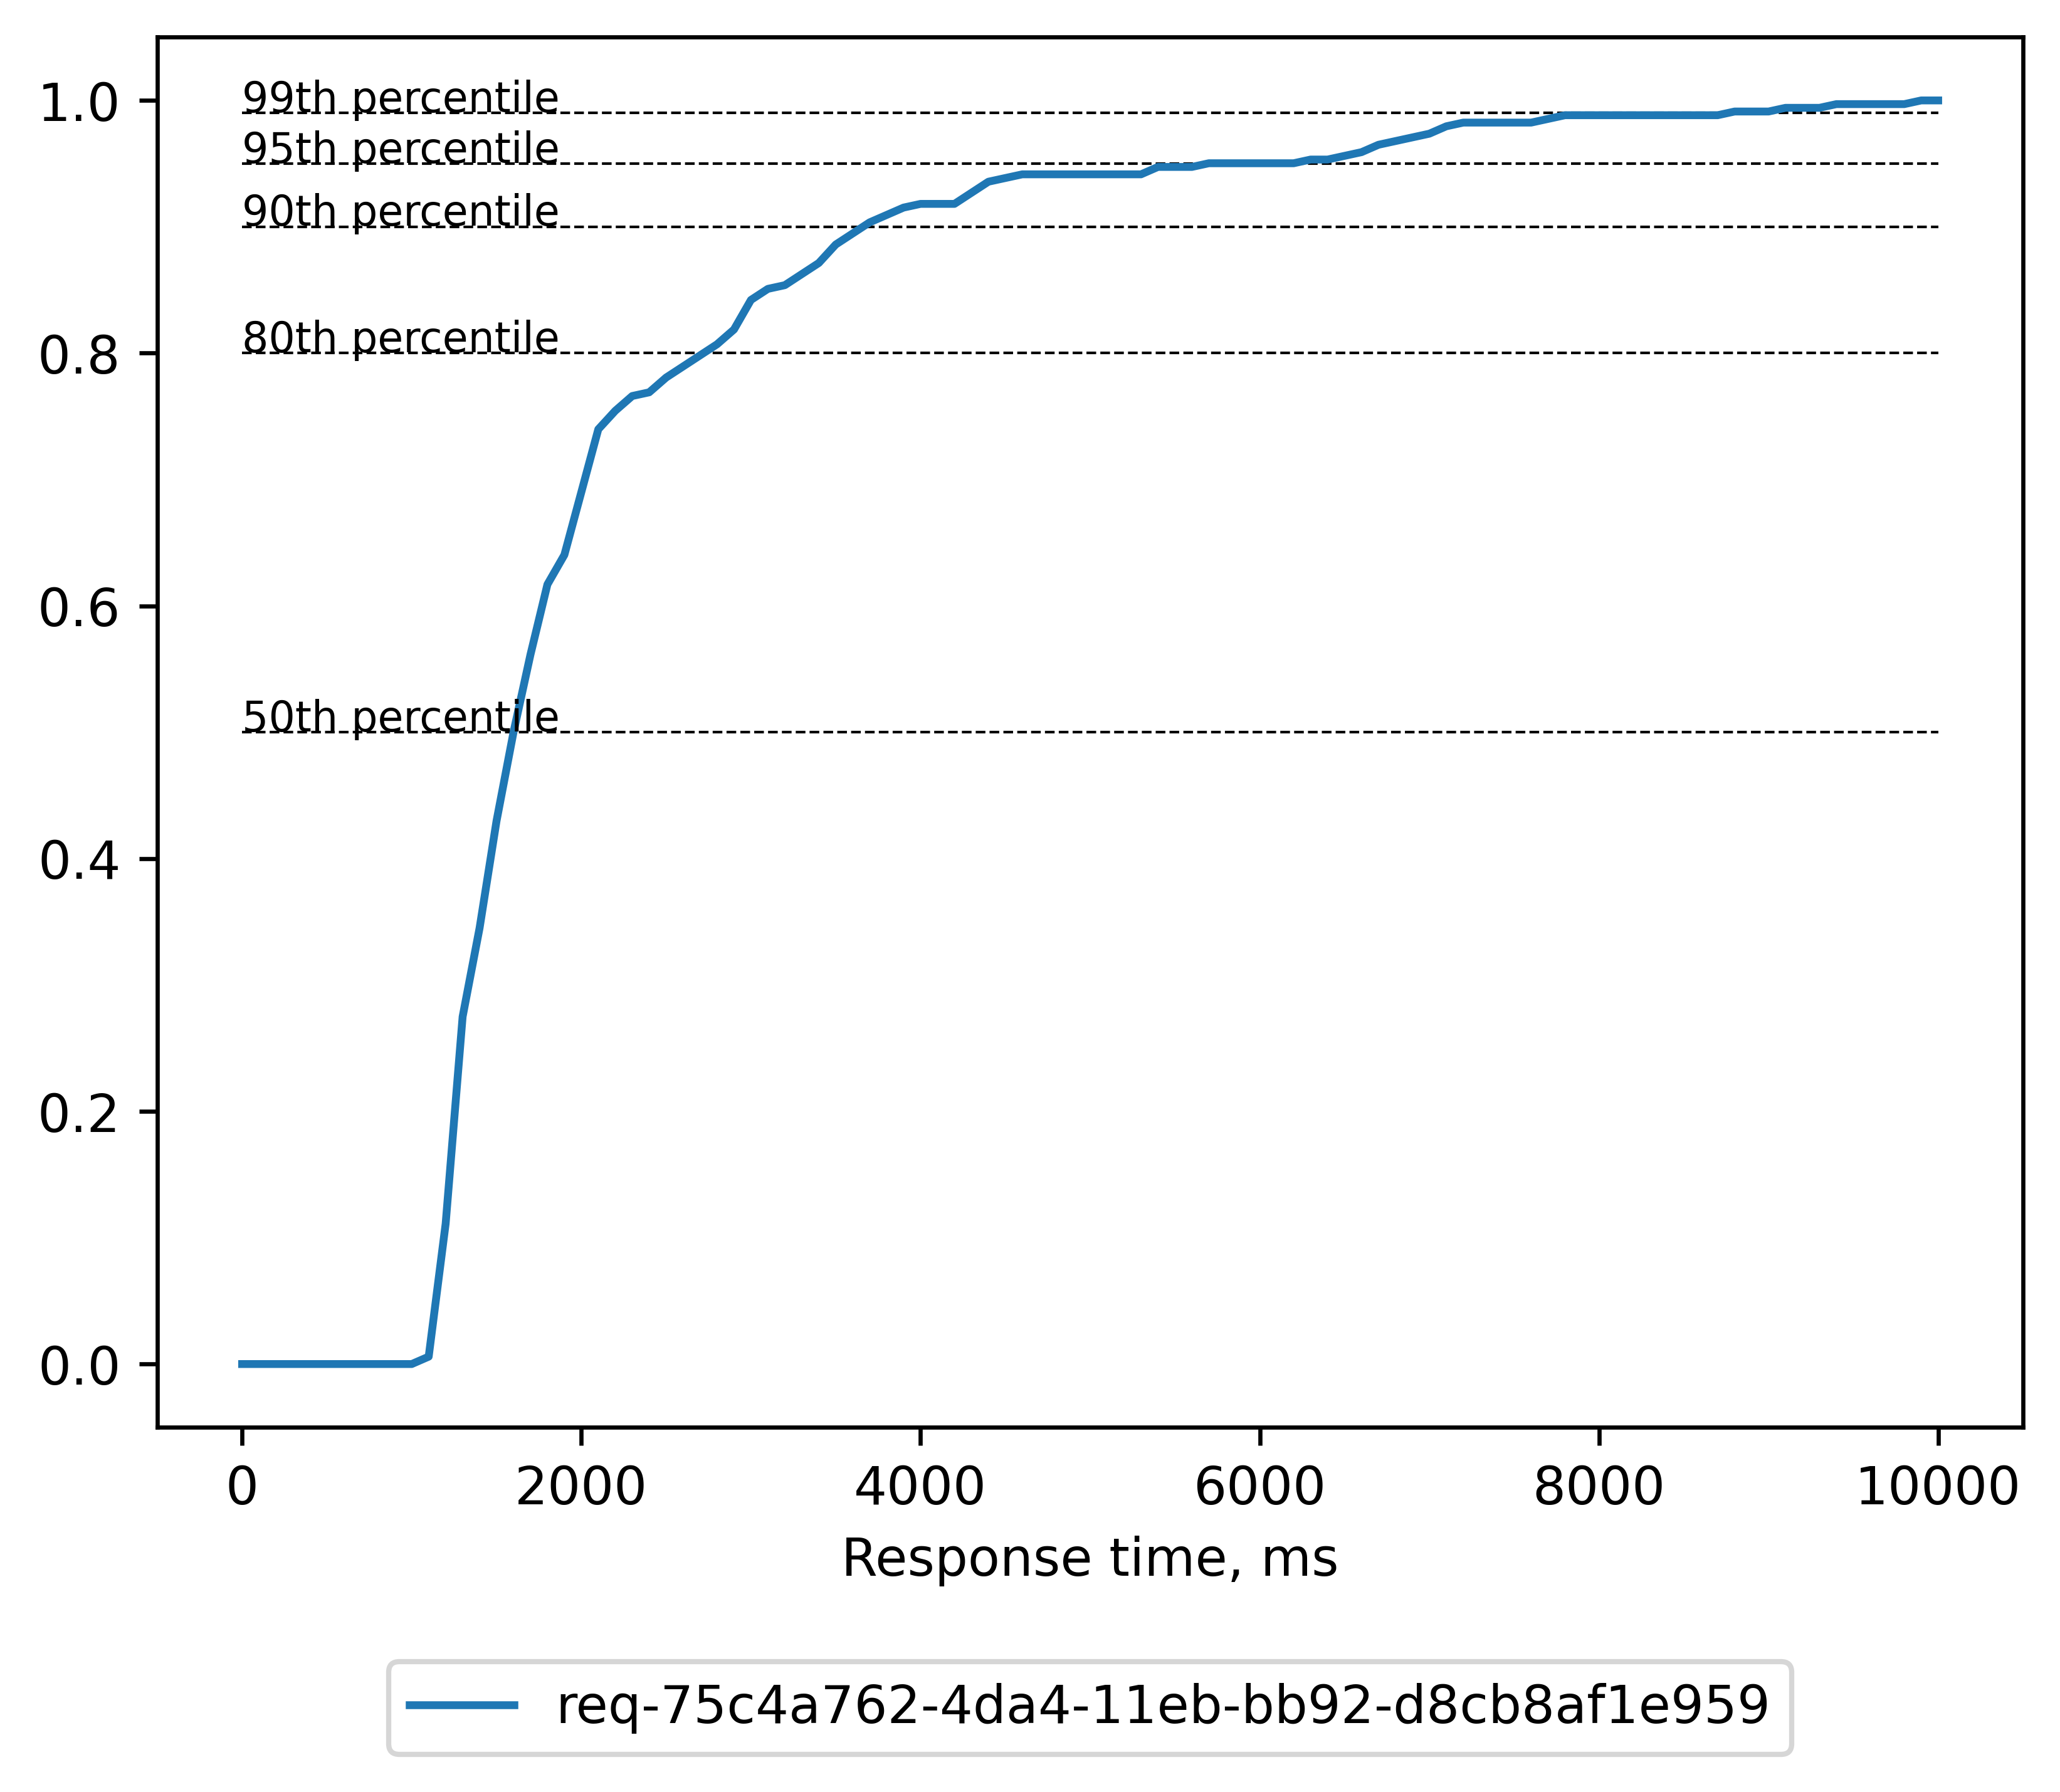 1.0
99th percentile
95th percentile
90th percentile
0.8
80th percentile
0.6
50th percentile
0.4
0.2
0.0
0 2000 4000 6000 8000 10000
Response time, ms
req-75c4a762-4da4-11eb-bb92-d8cb8af1e959